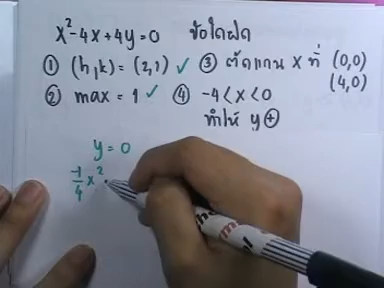 x²-4x+4y=0 ข้อใดผิด
① (h,k)=(2,1) ✓ ③ ตัดแกน x ที่ (0,0)
(4,0)
② max = 1 ✓ ④ -4<x<0
ทำให้ y⊕
y = 0
-1/4 x²